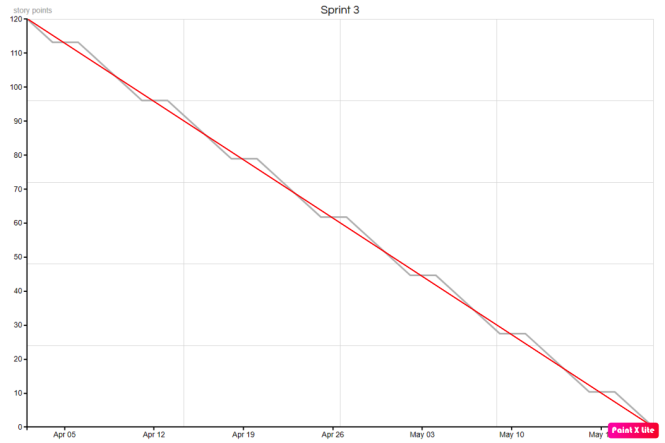 story points
Sprint 3
120
110
100
90
80
70
60
50
40
30
20
10
0
Apr 05
Apr 12
Apr 19
Apr 26
May 03
May 10
May
Paint X Lite